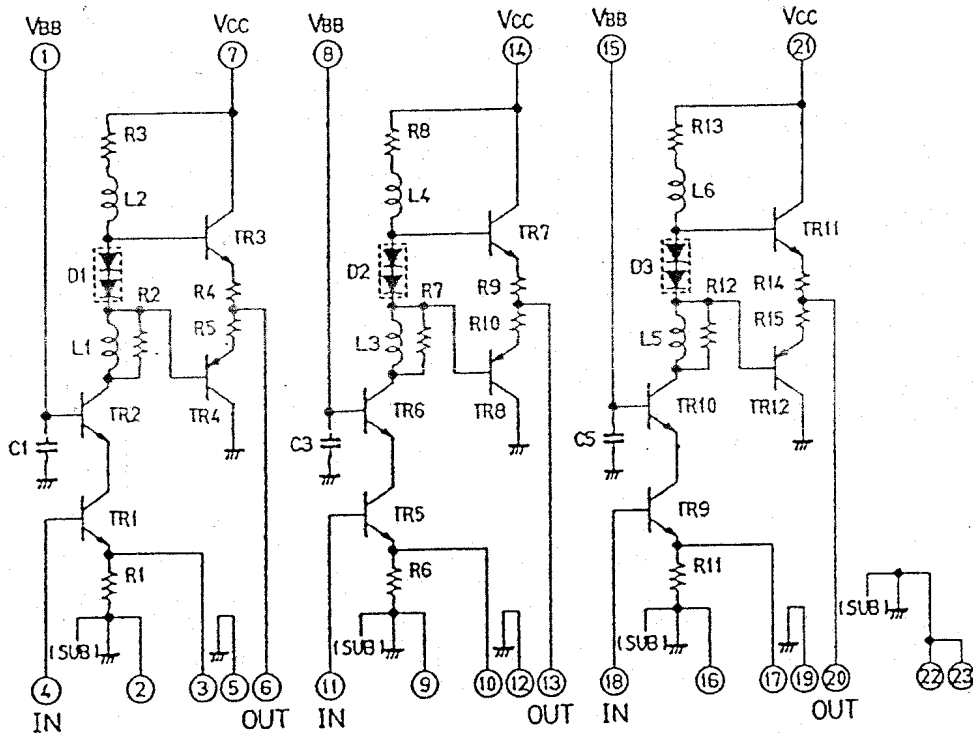 VBB VCC VBB VCC VBB VCC
1 7 8 14 15 21
R3 R8 R13
L2 L4 L6
TR3 TR7 TR11
D1 R2 R4 D2 R7 R9 D3 R12 R14
R5 R10 R15
L1 L3 L5
TR2 TR4 TR6 TR8 TR10 TR12
C1 C3 C5
TR1 TR5 TR9
R1 R6 R11
(SUB) (SUB) (SUB) (SUB)
4 2 3 5 6 11 9 10 12 13 18 16 17 19 20 22 23
IN OUT IN OUT IN OUT